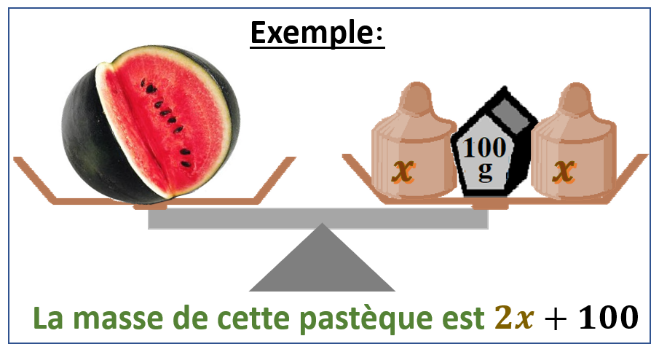 Exemple:
100
g
x
x
La masse de cette pastèque est 2x + 100